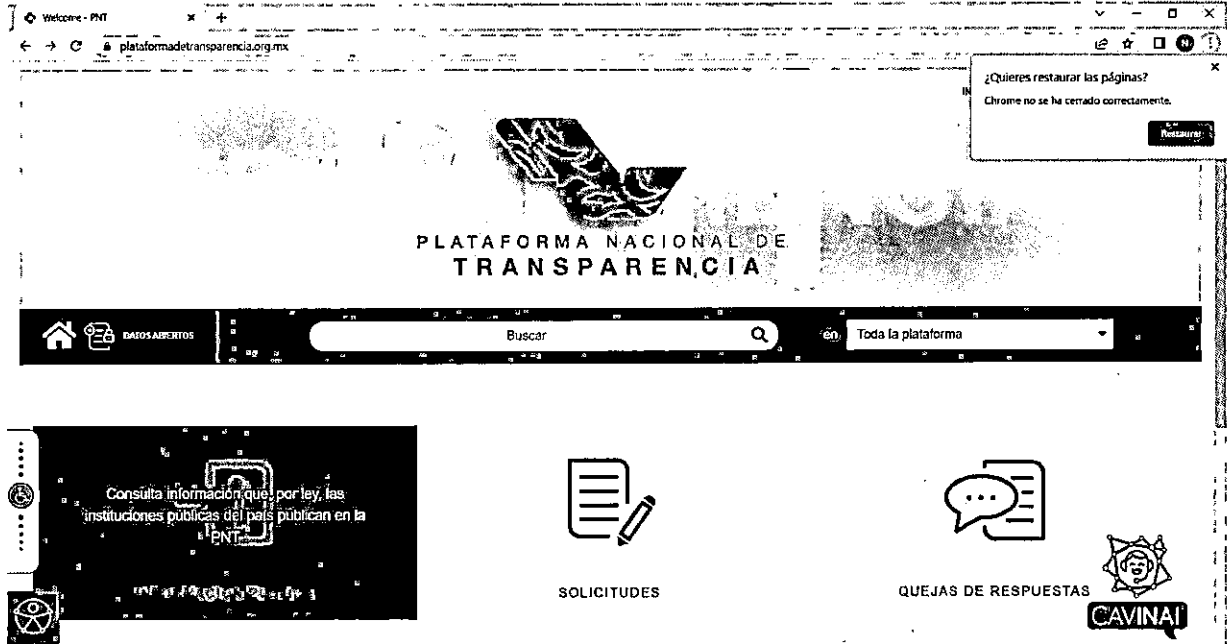 Welcome - PNT
plataformadetransparencia.org.mx
N
¿Quieres restaurar las páginas?
Chrome no se ha cerrado correctamente.
Restaurar
IN
PLATAFORMA NACIONAL DE
TRANSPARENCIA
DATOS ABIERTOS
Buscar
en
Toda la plataforma
Consulta información que, por ley, las
instituciones públicas del país publican en la
PNT
SOLICITUDES
QUEJAS DE RESPUESTAS
CAVINAI